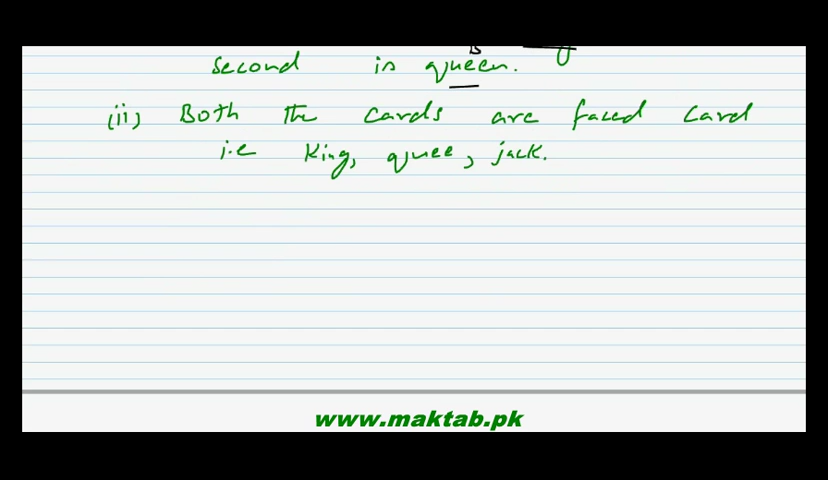 second is queen.
B
(ii) Both the cards are faced card
i.e King, quee, jack.
www.maktab.pk